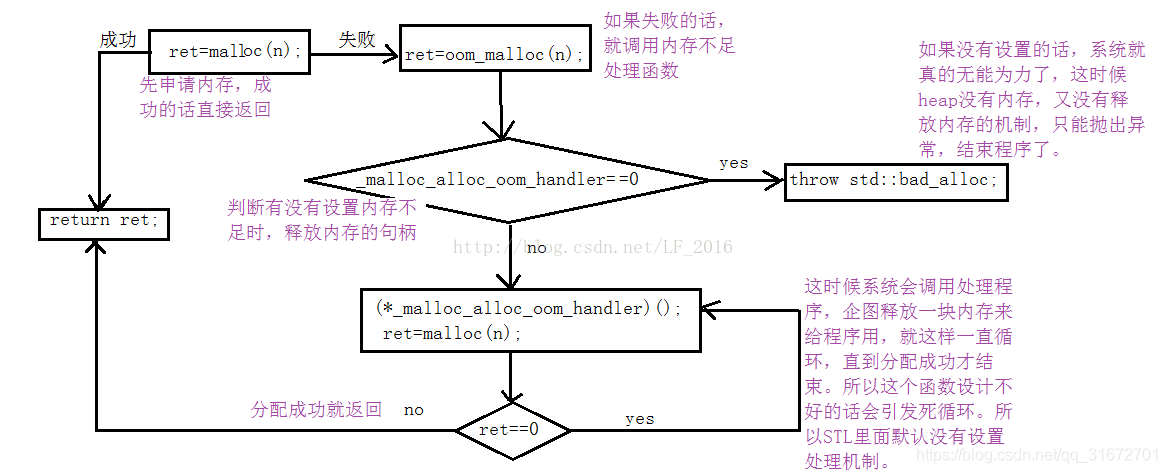 成功
ret=malloc(n);
失败
ret=oom_malloc(n);
如果失败的话,
就调用内存不足
处理函数
先申请内存，成
功的话直接返回
如果没有设置的话，系统就
真的无能为力了，这时候
heap没有内存，又没有释
放内存的机制，只能抛出异
常，结束程序了。
_malloc_alloc_oom_handler==0
yes
throw std::bad_alloc;
return ret;
判断有没有设置内存不
足时，释放内存的句柄
http://blog.csdn.net/LF_2016
no
(*_malloc_alloc_oom_handler)();
ret=malloc(n);
这时候系统会调用处理程
序，企图释放一块内存来
给程序用，就这样一直循
环，直到分配成功才结
束。所以这个函数设计不
好的话会引发死循环。所
以STL里面默认没有设置
处理机制。
分配成功就返回
no
ret==0
yes
https://blog.csdn.net/qq_31672701